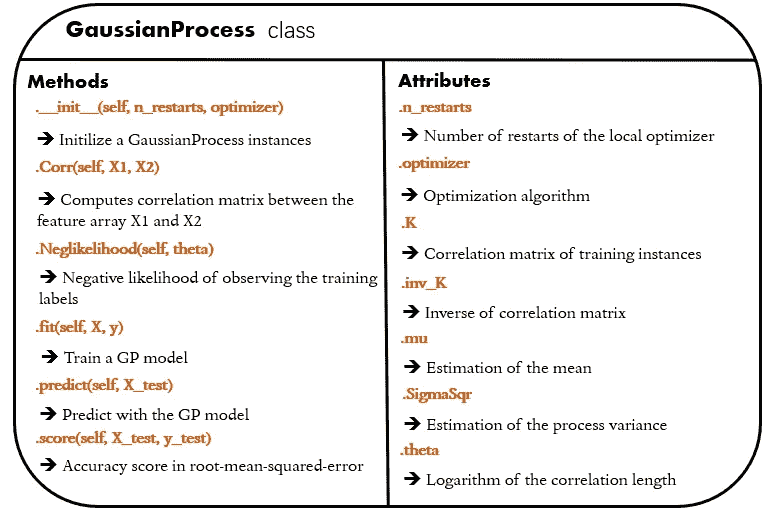 GaussianProcess class
Methods
.__init__(self, n_restarts, optimizer)
➔ Initilize a GaussianProcess instances
.Corr(self, X1, X2)
➔ Computes correlation matrix between the
feature array X1 and X2
.Neglikelihood(self, theta)
➔ Negative likelihood of observing the training
labels
.fit(self, X, y)
➔ Train a GP model
.predict(self, X_test)
➔ Predict with the GP model
.score(self, X_test, y_test)
➔ Accuracy score in root-mean-squared-error
Attributes
.n_restarts
➔ Number of restarts of the local optimizer
.optimizer
➔ Optimization algorithm
.K
➔ Correlation matrix of training instances
.inv_K
➔ Inverse of correlation matrix
.mu
➔ Estimation of the mean
.SigmaSqr
➔ Estimation of the process variance
.theta
➔ Logarithm of the correlation length